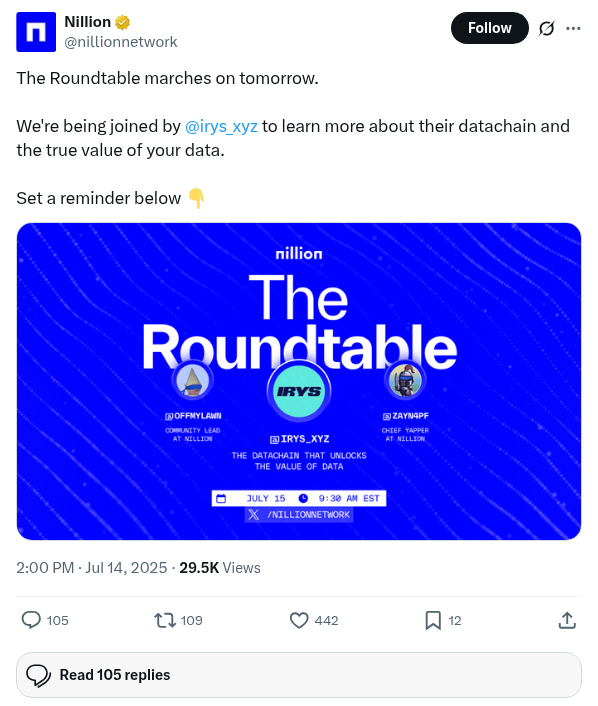 Nillion
@nillionnetwork
Follow
The Roundtable marches on tomorrow.
We're being joined by @irys_xyz to learn more about their datachain and
the true value of your data.
Set a reminder below 👇
nillion
The
Roundtable
IRYS
@OFFMYLAWN
COMMUNITY LEAD
AT NILLION
@IRYS_XYZ
THE DATACHAIN THAT UNLOCKS
THE VALUE OF DATA
@ZAYN4PF
CHIEF YAPPER
AT NILLION
JULY 15 9:30 AM EST
X /NILLIONNETWORK
2:00 PM · Jul 14, 2025 · 29.5K Views
105 109 442 12
Read 105 replies